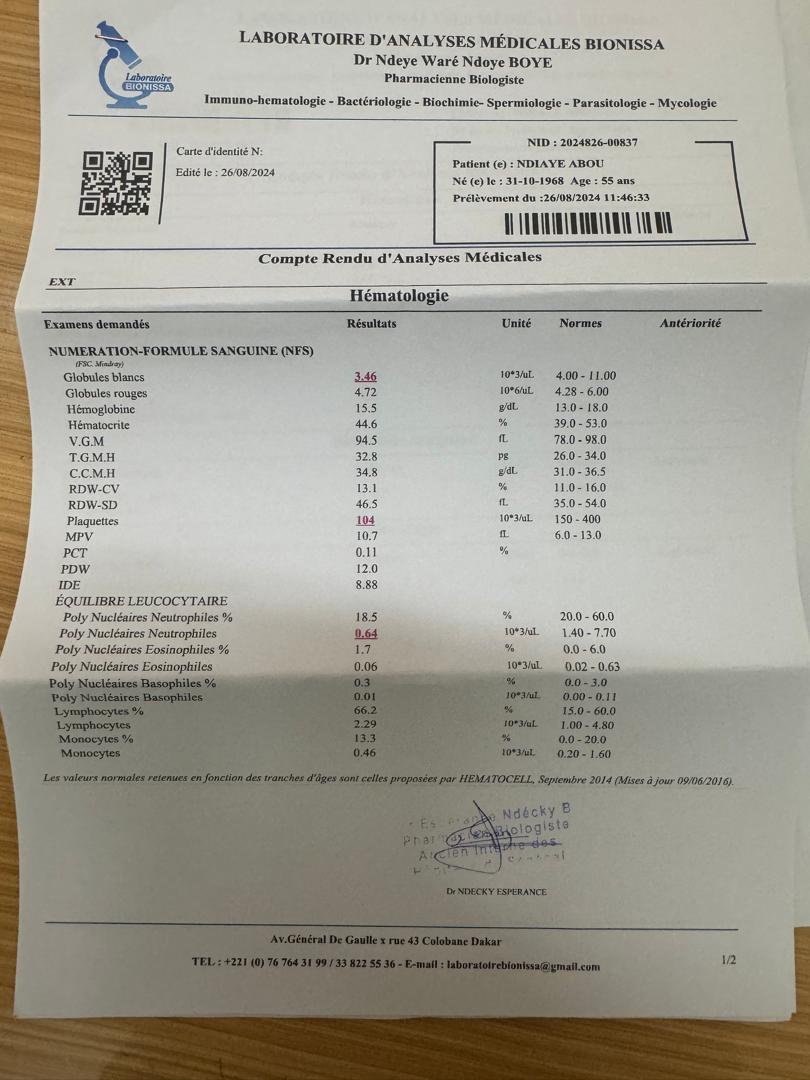 LABORATOIRE D'ANALYSES MÉDICALES BIONISSA
Dr Ndeye Waré Ndoye BOYE
Pharmacienne Biologiste
Immuno-hematologie - Bactériologie - Biochimie- Spermiologie - Parasitologie - Mycologie
Laboratoire
BIONISSA
Carte d'identité N:
Edité le : 26/08/2024
NID : 2024826-00837
Patient (e) : NDIAYE ABOU
Né (e) le : 31-10-1968 Age : 55 ans
Prélèvement du :26/08/2024 11:46:33
Compte Rendu d'Analyses Médicales
EXT
Hématologie
Examens demandés Résultats Unité Normes Antériorité
NUMERATION-FORMULE SANGUINE (NFS)
(FSC. Mindray)
Globules blancs 3.46 10*3/uL 4.00 - 11.00
Globules rouges 4.72 10*6/uL 4.28 - 6.00
Hémoglobine 15.5 g/dL 13.0 - 18.0
Hématocrite 44.6 % 39.0 - 53.0
V.G.M 94.5 fL 78.0 - 98.0
T.G.M.H 32.8 pg 26.0 - 34.0
C.C.M.H 34.8 g/dL 31.0 - 36.5
RDW-CV 13.1 % 11.0 - 16.0
RDW-SD 46.5 fL 35.0 - 54.0
Plaquettes 104 10*3/uL 150 - 400
MPV 10.7 fL 6.0 - 13.0
PCT 0.11 %
PDW 12.0
IDE 8.88
ÉQUILIBRE LEUCOCYTAIRE
Poly Nucléaires Neutrophiles % 18.5 % 20.0 - 60.0
Poly Nucléaires Neutrophiles 0.64 10*3/uL 1.40 - 7.70
Poly Nucléaires Eosinophiles % 1.7 % 0.0 - 6.0
Poly Nucléaires Eosinophiles 0.06 10*3/uL 0.02 - 0.63
Poly Nucléaires Basophiles % 0.3 % 0.0 - 3.0
Poly Nucléaires Basophiles 0.01 10*3/uL 0.00 - 0.11
Lymphocytes % 66.2 % 15.0 - 60.0
Lymphocytes 2.29 10*3/uL 1.00 - 4.80
Monocytes % 13.3 % 0.0 - 20.0
Monocytes 0.46 10*3/uL 0.20 - 1.60
Les valeurs normales retenues en fonction des tranches d'âges sont celles proposées par HEMATOCELL, Septembre 2014 (Mises à jour 09/06/2016).
Ndécky B
Biologiste
Ancien Interne des
Dr NDECKY ESPERANCE
Av.Général De Gaulle x rue 43 Colobane Dakar
TEL : +221 (0) 76 764 31 99 / 33 822 55 36 - E-mail : laboratoirebionissa@gmail.com
1/2